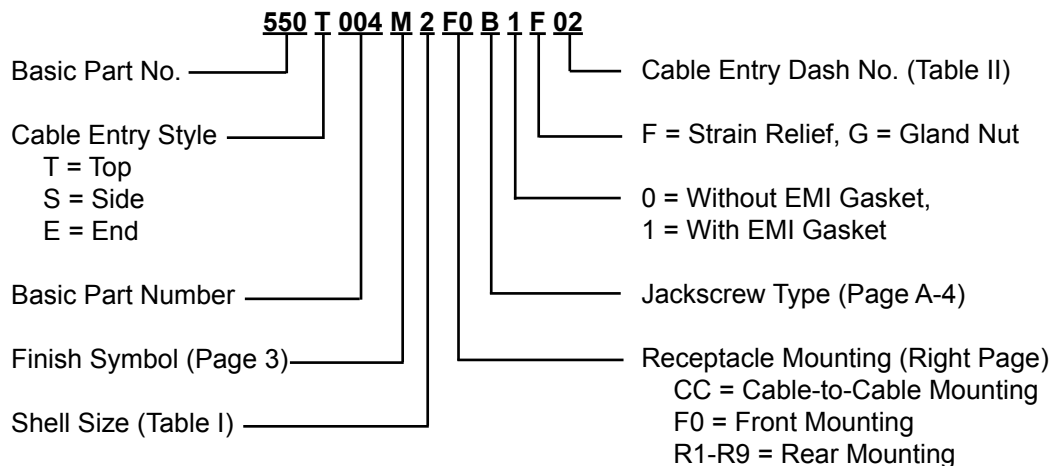 550 T 004 M 2 F0 B 1 F 02
Basic Part No.
Cable Entry Style
T = Top
S = Side
E = End
Basic Part Number
Finish Symbol (Page 3)
Shell Size (Table I)
Cable Entry Dash No. (Table II)
F = Strain Relief, G = Gland Nut
0 = Without EMI Gasket,
1 = With EMI Gasket
Jackscrew Type (Page A-4)
Receptacle Mounting (Right Page)
CC = Cable-to-Cable Mounting
F0 = Front Mounting
R1-R9 = Rear Mounting